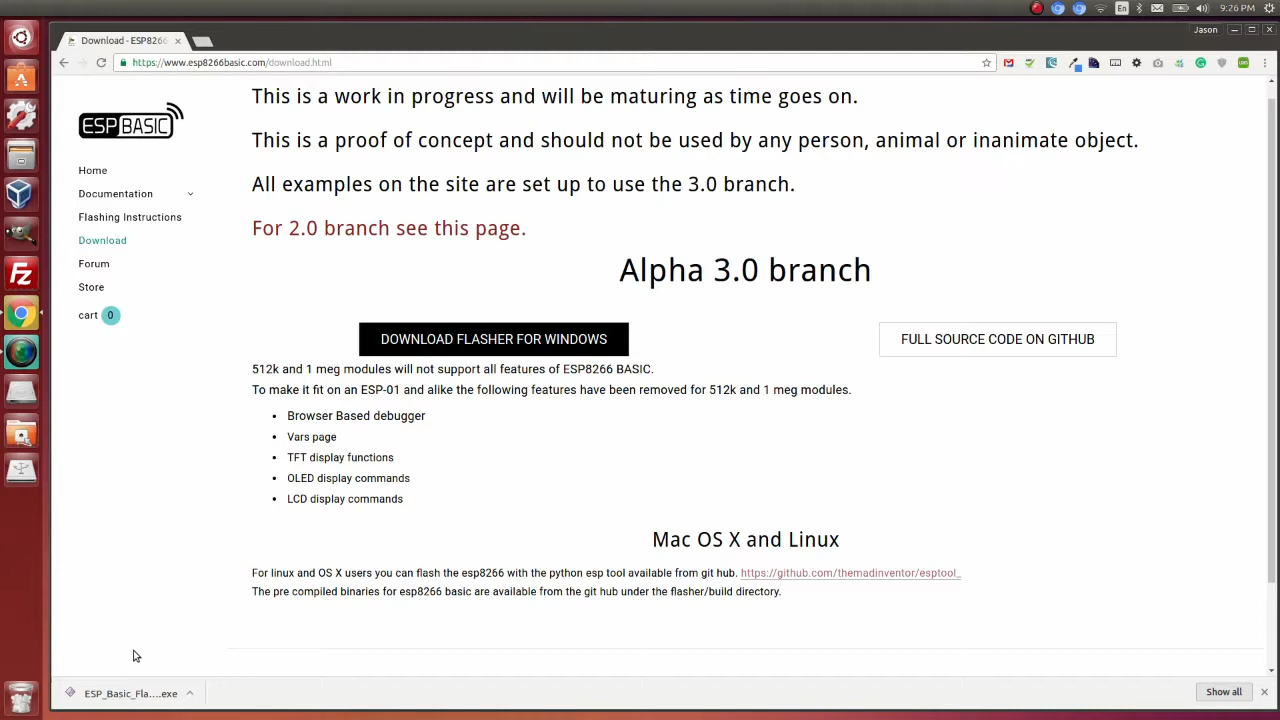 En
9:26 PM
Jason
Download - ESP8266
https://www.esp8266basic.com/download.html
ESP BASIC
Home
Documentation
Flashing Instructions
Download
Forum
Store
cart 0
This is a work in progress and will be maturing as time goes on.
This is a proof of concept and should not be used by any person, animal or inanimate object.
All examples on the site are set up to use the 3.0 branch.
For 2.0 branch see this page.
Alpha 3.0 branch
DOWNLOAD FLASHER FOR WINDOWS
FULL SOURCE CODE ON GITHUB
512k and 1 meg modules will not support all features of ESP8266 BASIC.
To make it fit on an ESP-01 and alike the following features have been removed for 512k and 1 meg modules.
• Browser Based debugger
• Vars page
• TFT display functions
• OLED display commands
• LCD display commands
Mac OS X and Linux
For linux and OS X users you can flash the esp8266 with the python esp tool available from git hub. https://github.com/themadinventor/esptool_
The pre compiled binaries for esp8266 basic are available from the git hub under the flasher/build directory.
ESP_Basic_Fla....exe
Show all